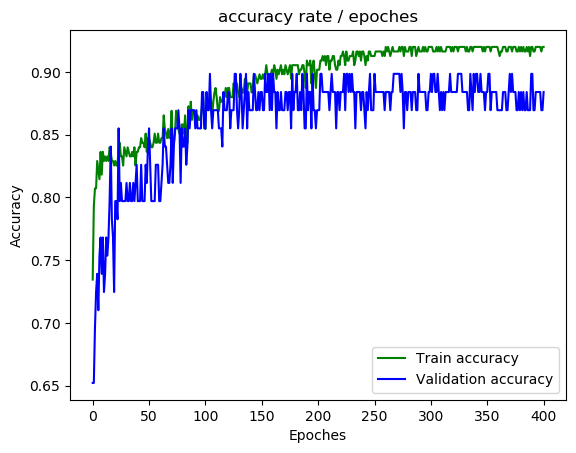 accuracy rate / epoches
0.90
0.85
0.80
0.75
0.70
0.65
Accuracy
0 50 100 150 200 250 300 350 400
Epoches
Train accuracy
Validation accuracy